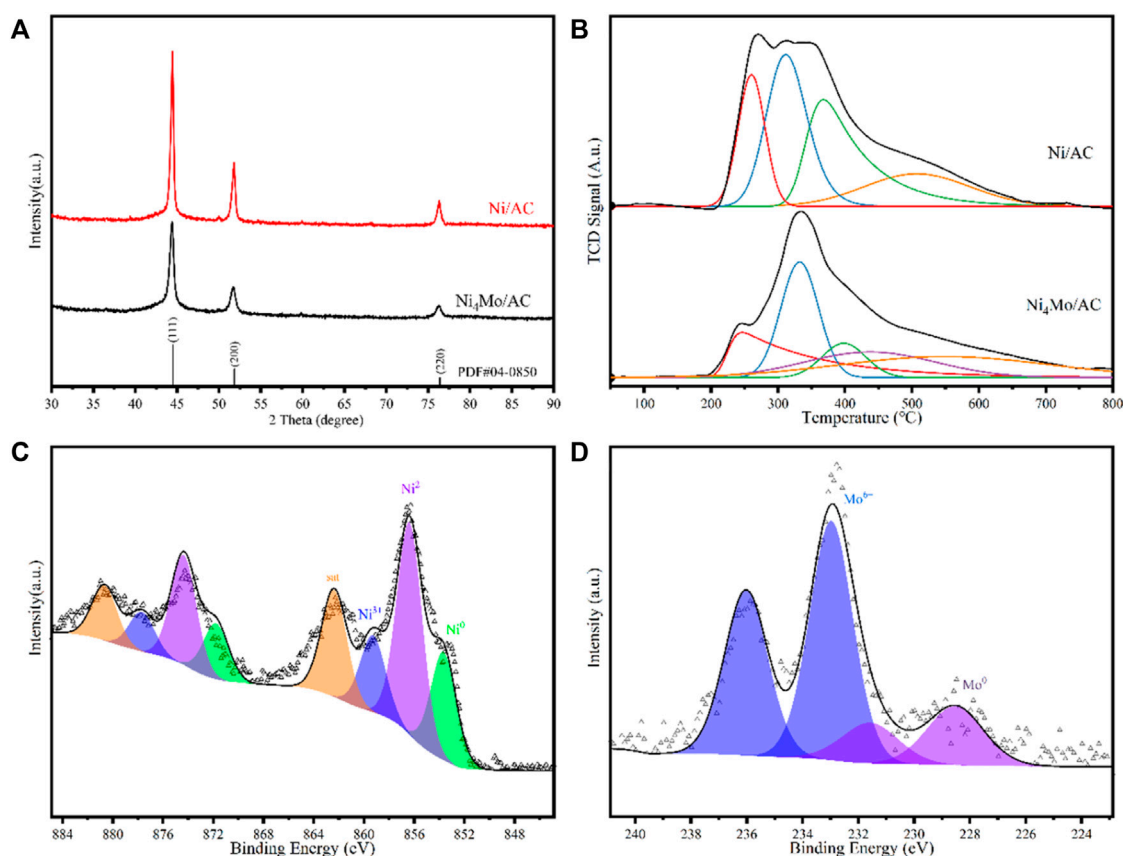 A
Intensity(a.u.)
Ni/AC
Ni₄Mo/AC
(111)
(200)
(220)
PDF#04-0850
30 35 40 45 50 55 60 65 70 75 80 85 90
2 Theta (degree)
B
TCD Signal (A.u.)
Ni/AC
Ni₄Mo/AC
100 200 300 400 500 600 700 800
Temperature (℃)
C
Intensity(a.u.)
sat
Ni³⁺
Ni²
Ni⁰
884 880 876 872 868 864 860 856 852 848
Binding Energy (eV)
D
Intensity (a.u.)
Mo⁶⁺
Mo⁰
240 238 236 234 232 230 228 226 224
Binding Energy (eV)